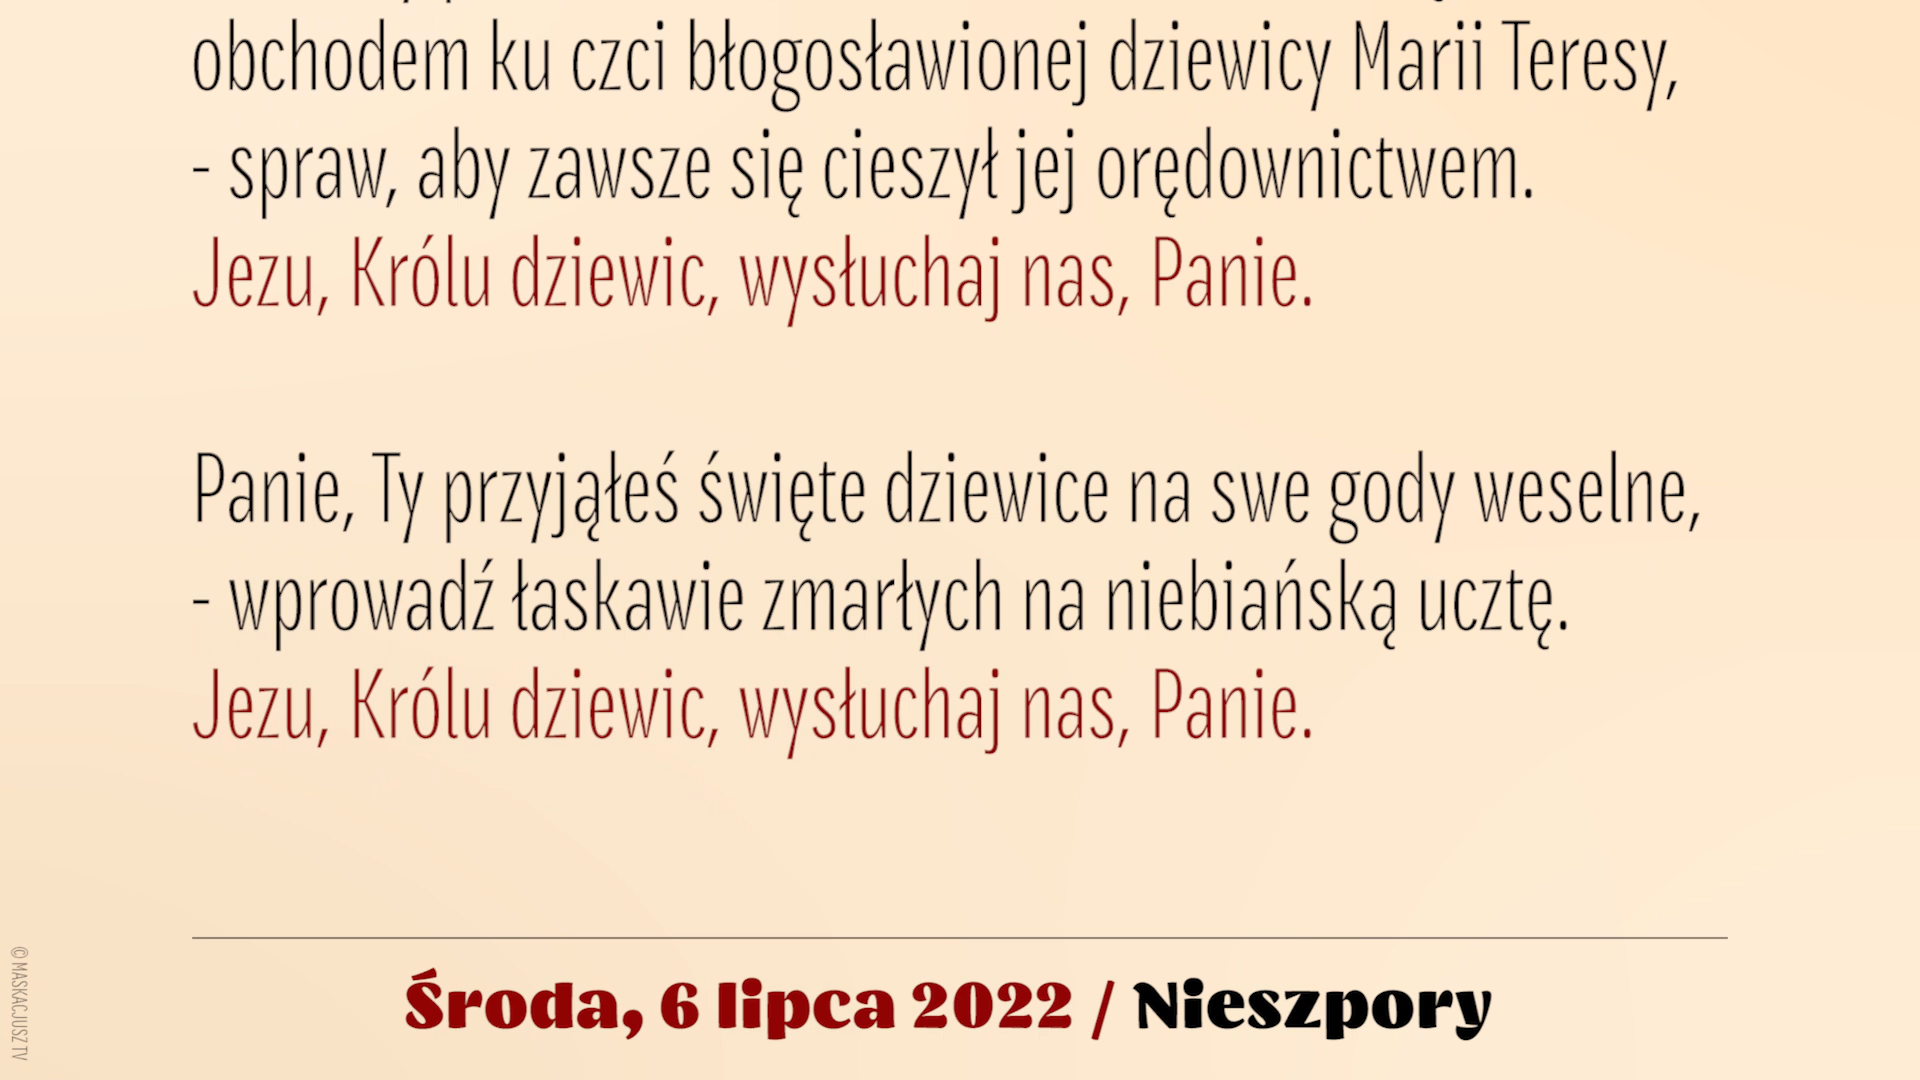 obchodem ku czci błogosławionej dziewicy Marii Teresy,
- spraw, aby zawsze się cieszył jej orędownictwem.
Jezu, Królu dziewic, wysłuchaj nas, Panie.
Panie, Ty przyjąłeś święte dziewice na swe gody weselne,
- wprowadź łaskawie zmarłych na niebiańską ucztę.
Jezu, Królu dziewic, wysłuchaj nas, Panie.
Środa, 6 lipca 2022 / Nieszpory
© MASKACJUSZ TV